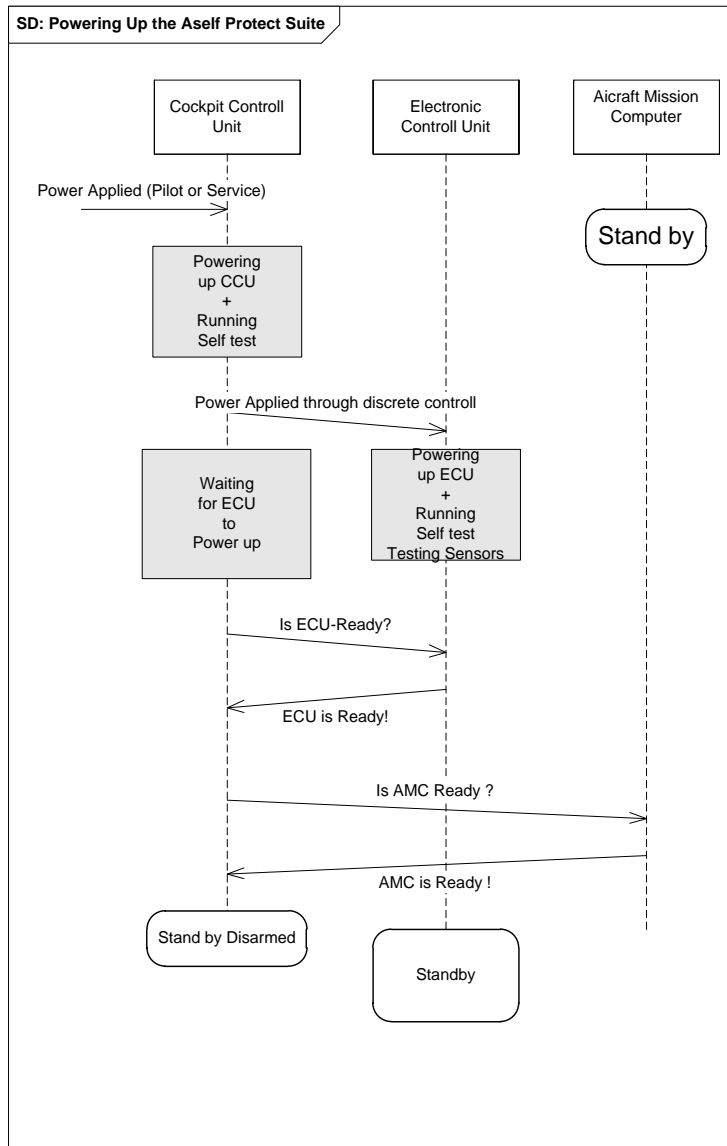 SD: Powering Up the Aself Protect Suite
Cockpit Controll
Unit
Electronic
Controll Unit
Aicraft Mission
Computer
Power Applied (Pilot or Service)
Stand by
Powering
up CCU
+
Running
Self test
Power Applied through discrete controll
Waiting
for ECU
to
Power up
Powering
up ECU
+
Running
Self test
Testing Sensors
Is ECU-Ready?
ECU is Ready!
Is AMC Ready ?
AMC is Ready !
Stand by Disarmed
Standby